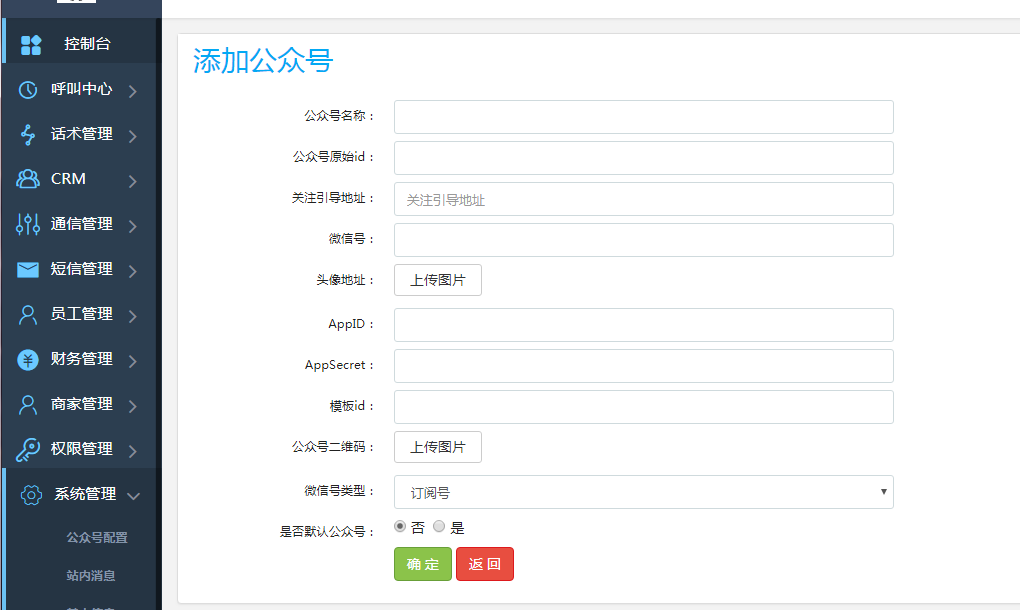 控制台
呼叫中心
话术管理
CRM
通信管理
短信管理
员工管理
财务管理
商家管理
权限管理
系统管理
公众号配置
站内消息
添加公众号
公众号名称：
公众号原始id：
关注引导地址： 关注引导地址
微信号：
头像地址： 上传图片
AppID：
AppSecret：
模板id：
公众号二维码： 上传图片
微信号类型： 订阅号
是否默认公众号： 否 是
确 定 返 回